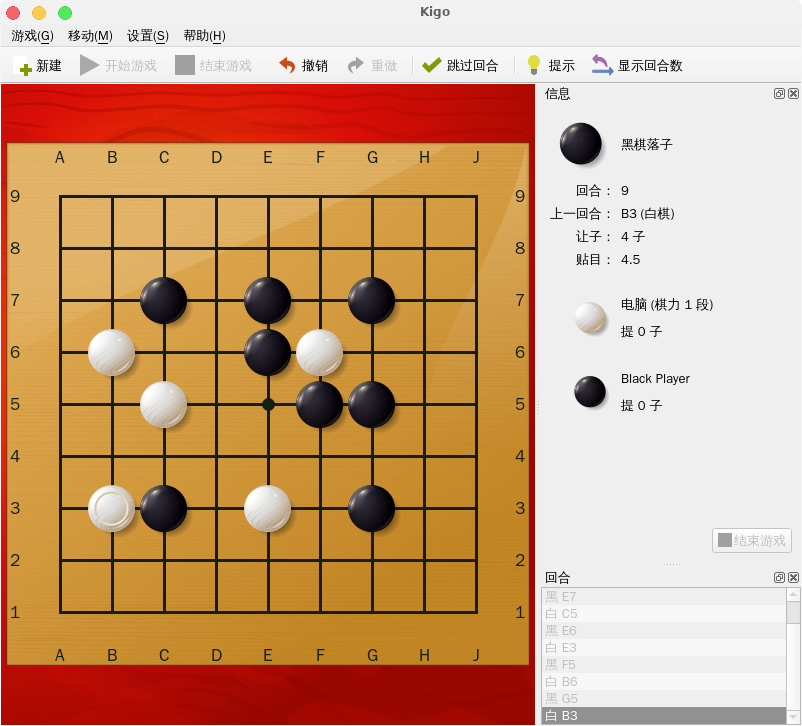 Kigo
游戏(G) 移动(M) 设置(S) 帮助(H)
新建 开始游戏 结束游戏 撤销 重做 跳过回合 提示 显示回合数
A B C D E F G H J
9 9
8 8
7 7
6 6
5 5
4 4
3 3
2 2
1 1
A B C D E F G H J
信息
黑棋落子
回合： 9
上一回合： B3 (白棋)
让子： 4 子
贴目： 4.5
电脑 (棋力 1 段)
提 0 子
Black Player
提 0 子
结束游戏
回合
黑 E7
白 C5
黑 E6
白 E3
黑 F5
白 B6
黑 G5
白 B3